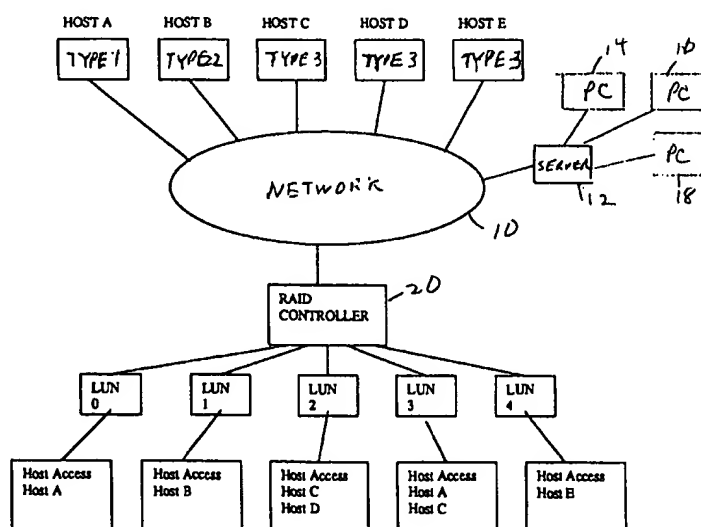 HOST A HOST B HOST C HOST D HOST E
TYPE 1 TYPE 2 TYPE 3 TYPE 3 TYPE 3
14 16
PC PC
SERVER PC
12 18
NETWORK
10
RAID
CONTROLLER
20
LUN
0
LUN
1
LUN
2
LUN
3
LUN
4
Host Access
Host A
Host Access
Host B
Host Access
Host C
Host D
Host Access
Host A
Host C
Host Access
Host E